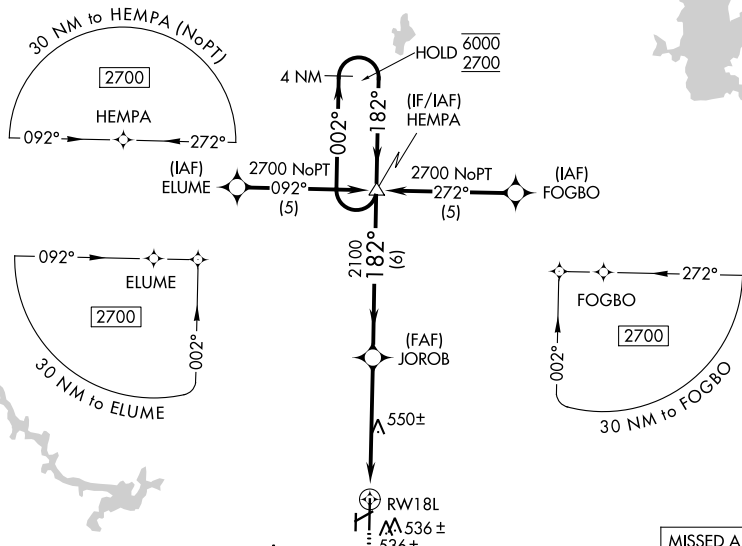 30 NM to HEMPA (NoPT)
2700
HEMPA
092°
272°
HOLD 6000
2700
4 NM
002°
182°
(IF/IAF)
HEMPA
(IAF)
ELUME
2700 NoPT
092°
(5)
2700 NoPT
272°
(5)
(IAF)
FOGBO
2100
182°
(6)
092°
ELUME
2700
002°
30 NM to ELUME
272°
FOGBO
2700
002°
30 NM to FOGBO
(FAF)
JOROB
550±
RW18L
536±
536±
MISSED A